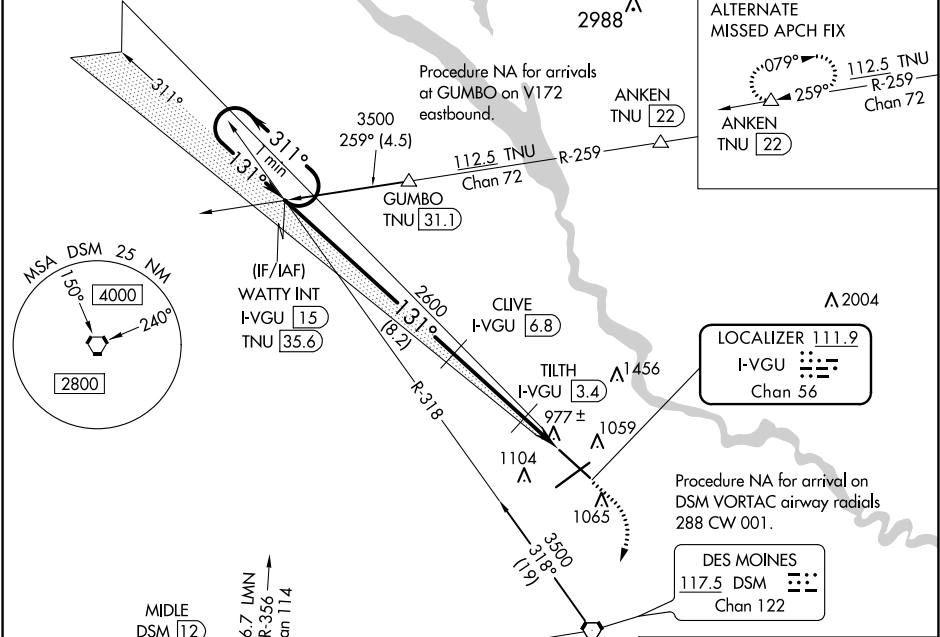 2988
ALTERNATE
MISSED APCH FIX
079°
259°
112.5 TNU
R-259
Chan 72
ANKEN
TNU 22
Procedure NA for arrivals
at GUMBO on V172
eastbound.
ANKEN
TNU 22
3500
259° (4.5)
112.5 TNU
Chan 72
R-259
GUMBO
TNU 31.1
311°
311°
1 min
131°
MSA DSM 25 NM
150°
4000
240°
2800
(IF/IAF)
WATTY INT
I-VGU 15
TNU 35.6
2600
131°
(8.2)
CLIVE
I-VGU 6.8
R-318
TILTH
I-VGU 3.4
1456
977 ±
1059
1104
1065
2004
LOCALIZER 111.9
I-VGU
Chan 56
Procedure NA for arrival on
DSM VORTAC airway radials
288 CW 001.
3500
318°
(19)
DES MOINES
117.5 DSM
Chan 122
MIDLE
DSM 12
6.7 LMN
R-356
an 114